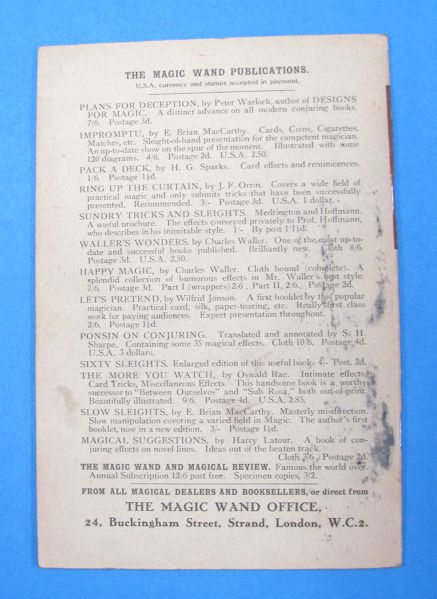 THE MAGIC WAND PUBLICATIONS.
U.S.A. currency and stamps accepted in payment.
PLANS FOR DECEPTION, by Peter Warlock, author of DESIGNS
FOR MAGIC. A distinct advance on all modern conjuring books.
7/6. Postage 3d.
IMPROMPTU, by E. Brian MacCarthy. Cards, Coins, Cigarettes,
Matches, etc. Sleight-of-hand presentation for the competent magician.
An up-to-date show on the spur of the moment. Illustrated with some
120 diagrams. 4/6. Postage 2d. U.S.A. 2.50.
PACK A DECK, by H. G. Sparks. Card effects and reminicences.
1/6. Postage 1½d.
RING UP THE CURTAIN, by J. F. Orrin. Covers a wide field of
practical magic and only submits tricks that have been successfully
presented. Recommended. 3/- Postage 3d. U.S.A. 1 dollar.
SUNDRY TRICKS AND SLEIGHTS. Medrington and Hoffmann.
A useful brochure. The effects conveyed privately to Prof. Hoffmann,
who describes in his inimitable style. 1/- By post 1/1½d:
WALLER'S WONDERS, by Charles Waller. One of the most up-to-
date and successful books published. Brilliantly new. Cloth 8/6.
Postage 3d. U.S.A. 2.50.
HAPPY MAGIC, by Charles Waller. Cloth bound (complete). A
splendid collection of humorous effects in Mr. Waller's best style.
7/6. Postage 3d. Part I (wrappers) 2/6, Part II, 2/6. Postage 2d.
LET'S PRETEND, by Wilfrid Jonson. A first booklet by this popular
magician. Practical card, silk, paper-tearing, etc. Really first class
work for paying audiences. Expert presentation throughout.
2/6. Postage 1½d.
PONSIN ON CONJURING. Translated and annotated by S. H.
Sharpe. Containing some 35 magical effects. Cloth 10/6. Postage 4d.
U.S.A. 3 dollars.
SIXTY SLEIGHTS. Enlarged edition of this useful book. 4/- Post. 2d.
THE MORE YOU WATCH, by Oswald Rae. Intimate effects,
Card Tricks, Miscellaneous Effects. This handsome book is a worthy
successor to "Between Ourselves" and "Sub Rosa," both out-of-print.
Beautifully illustrated. 9/6. Postage 4d. U.S.A. 2.85.
SLOW SLEIGHTS, by E. Brian MacCarthy. Masterly misdirection.
Slow manipulation covering a varied field in Magic. The author's first
booklet, now in a new edition. 3/- Postage 1½d.
MAGICAL SUGGESTIONS, by Harry Latour. A book of con-
juring effects on novel lines. Ideas out of the beaten track.
Cloth 3/6. Postage 2d.
THE MAGIC WAND AND MAGICAL REVIEW. Famous the world over.
Annual Subscription 12/6 post free. Specimen copies, 3/2.
FROM ALL MAGICAL DEALERS AND BOOKSELLERS, or direct from
THE MAGIC WAND OFFICE,
24, Buckingham Street, Strand, London, W.C.2.